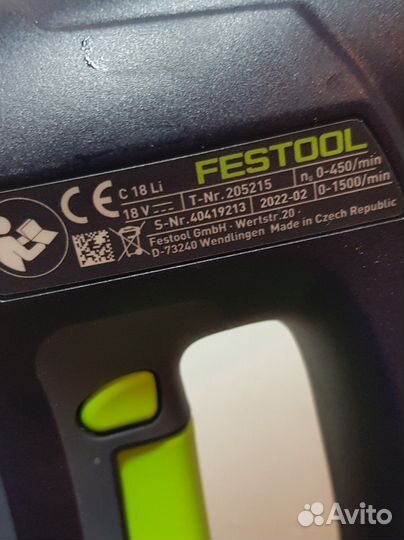 FESTOOL
CE C 18 Li
18 V T-Nr. 205215 n₀ 0-450/min
S-Nr. 40419213 2022-02 0-1500/min
Festool GmbH · Wertstr. 20 ·
D-73240 Wendlingen Made in Czech Republic
Avito